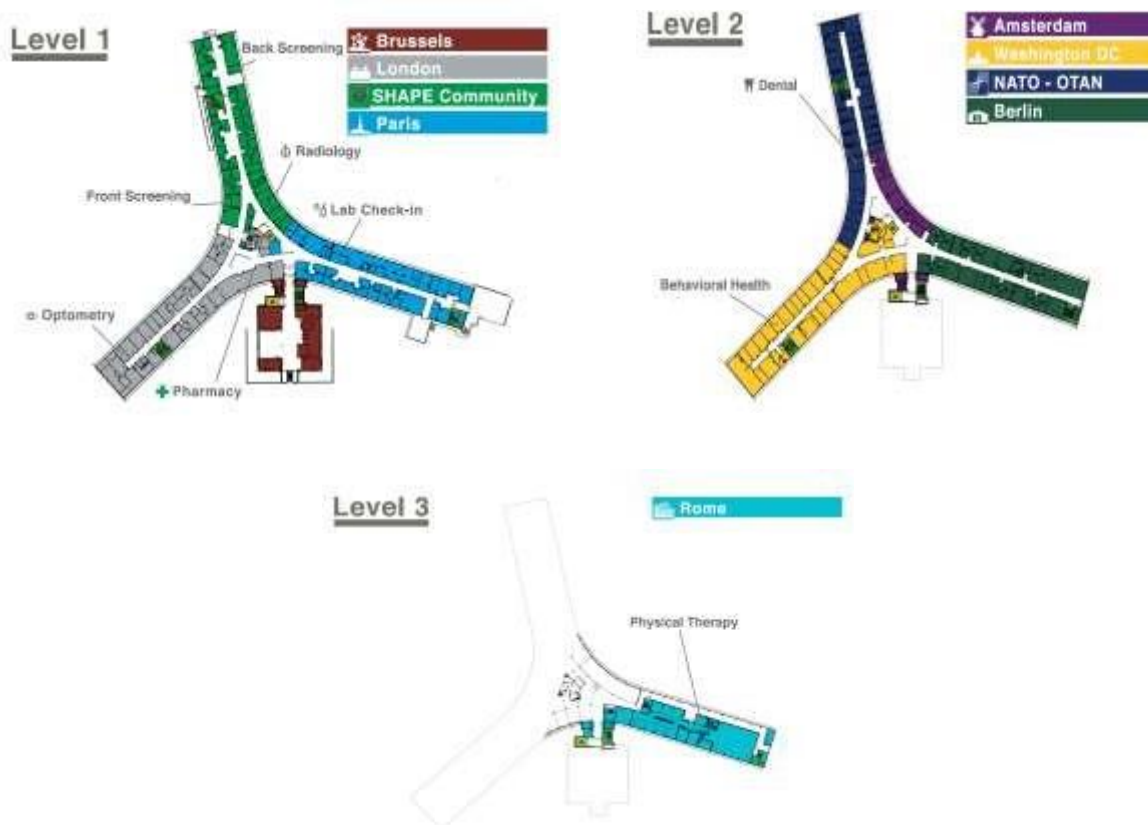 Level 1
Back Screening
Brussels
London
SHAPE Community
Paris
Radiology
Front Screening
Lab Check-in
Optometry
Pharmacy
Level 2
Amsterdam
Washington DC
NATO - OTAN
Berlin
Dental
Behavioral Health
Level 3
Rome
Physical Therapy